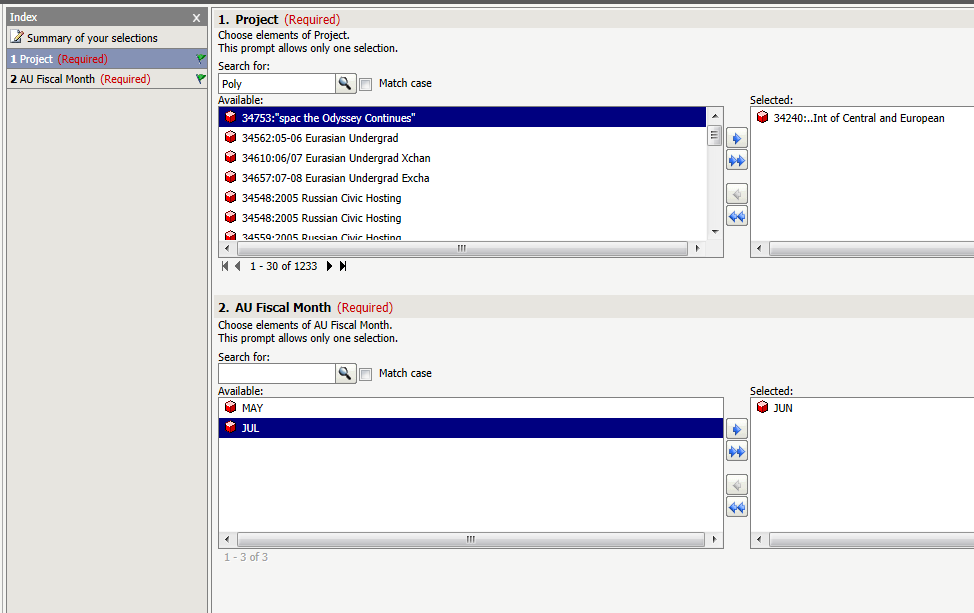 Index X
Summary of your selections
1 Project (Required)
2 AU Fiscal Month (Required)
1. Project (Required)
Choose elements of Project.
This prompt allows only one selection.
Search for:
Poly
Match case
Available:
34753:"spac the Odyssey Continues"
34562:05-06 Eurasian Undergrad
34610:06/07 Eurasian Undergrad Xchan
34657:07-08 Eurasian Undergrad Excha
34548:2005 Russian Civic Hosting
34548:2005 Russian Civic Hosting
34559:2005 Russian Civic Hosting
1 - 30 of 1233
Selected:
34240:..Int of Central and European
2. AU Fiscal Month (Required)
Choose elements of AU Fiscal Month.
This prompt allows only one selection.
Search for:
Match case
Available:
MAY
JUL
1 - 3 of 3
Selected:
JUN